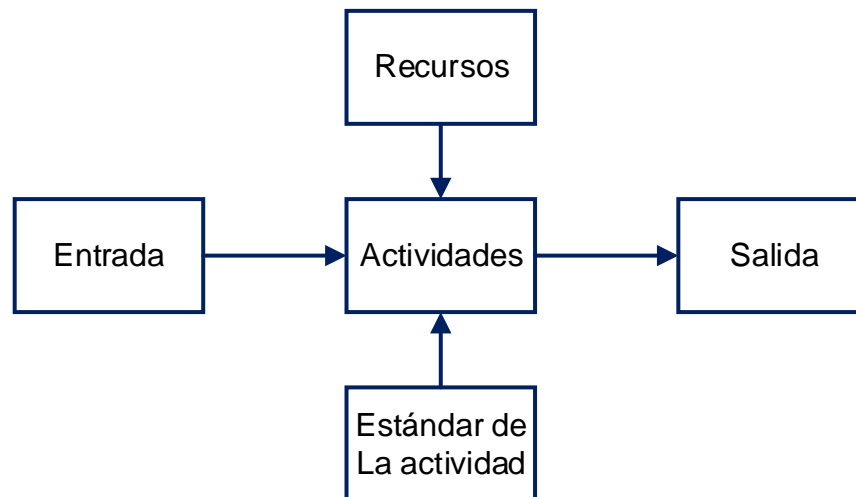 Recursos
Entrada
Actividades
Salida
Estándar de
La actividad